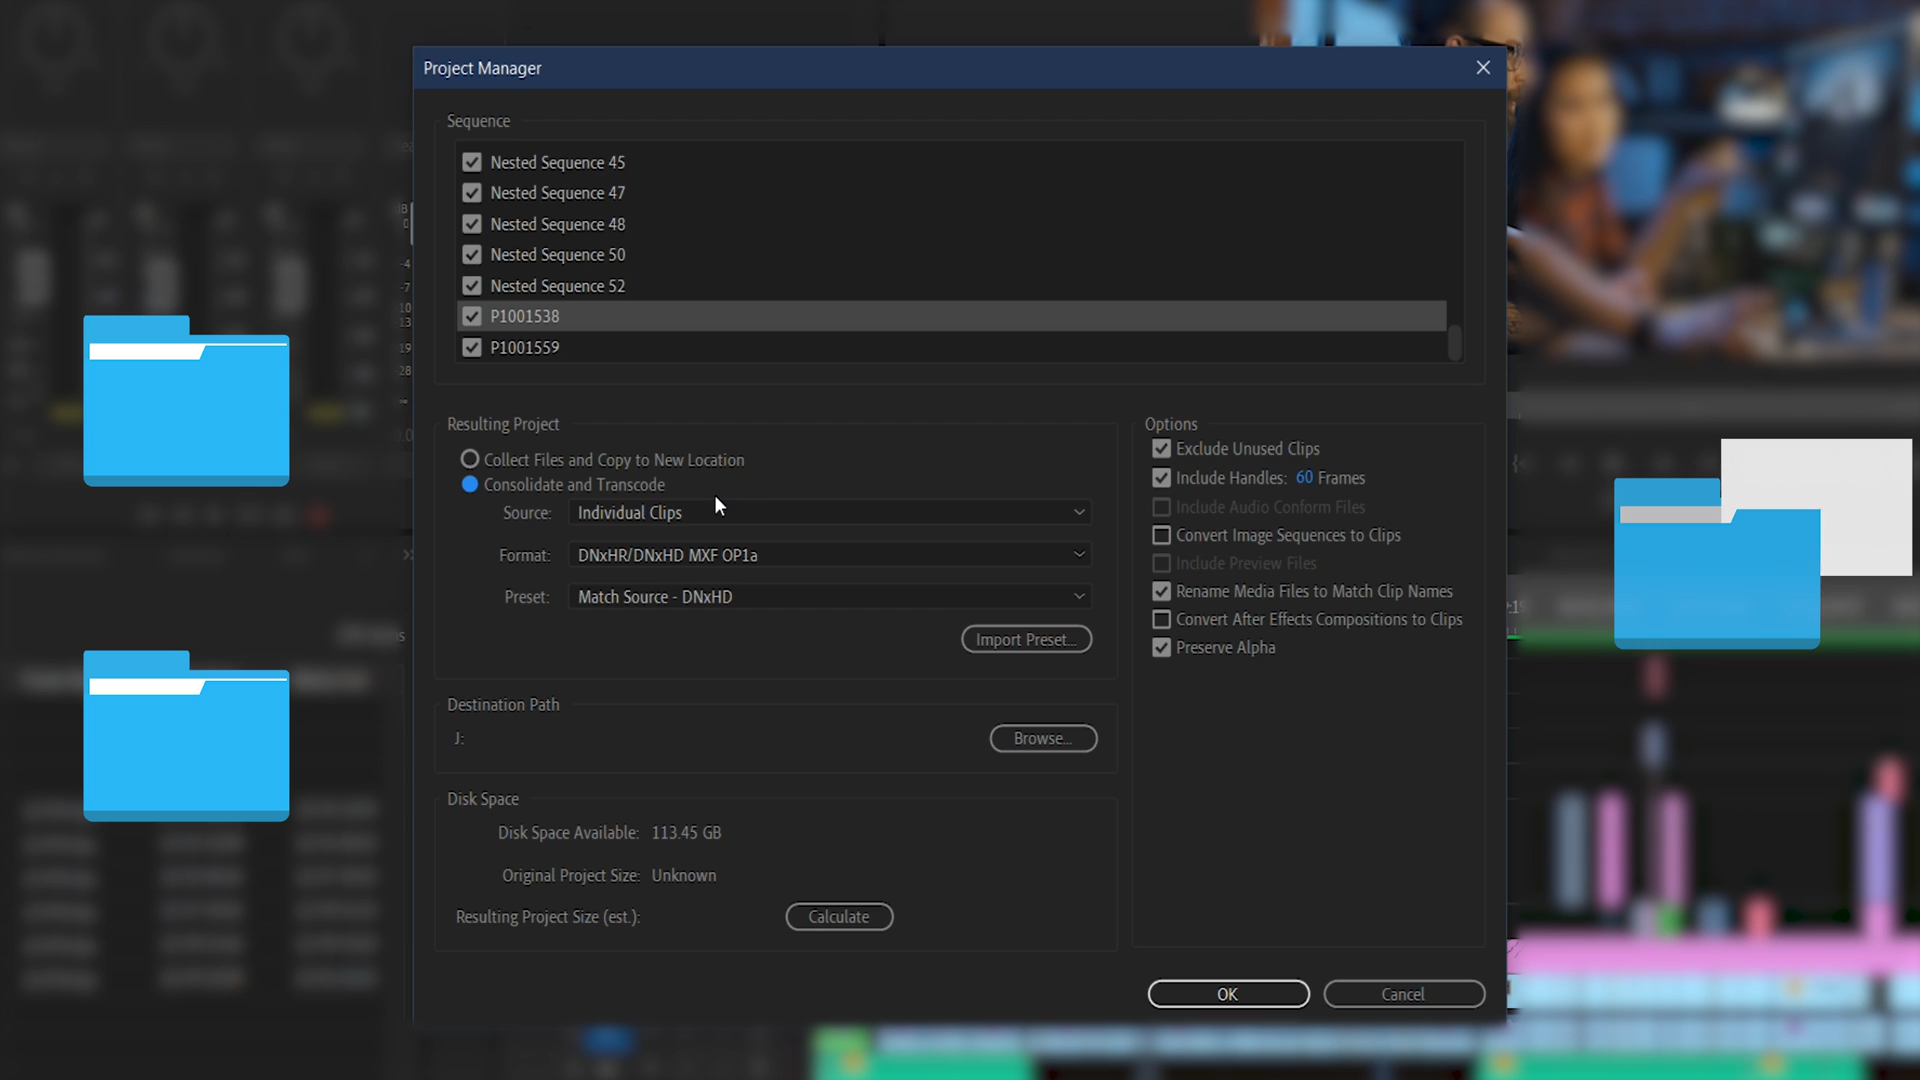 Project Manager
Sequence
Nested Sequence 45
Nested Sequence 47
Nested Sequence 48
Nested Sequence 50
Nested Sequence 52
P1001538
P1001559
Resulting Project
Collect Files and Copy to New Location
Consolidate and Transcode
Source: Individual Clips
Format: DNxHR/DNxHD MXF OP1a
Preset: Match Source - DNxHD
Import Preset...
Destination Path
J:
Browse...
Disk Space
Disk Space Available: 113.45 GB
Original Project Size: Unknown
Resulting Project Size (est.):
Calculate
Options
Exclude Unused Clips
Include Handles: 60 Frames
Include Audio Conform Files
Convert Image Sequences to Clips
Include Preview Files
Rename Media Files to Match Clip Names
Convert After Effects Compositions to Clips
Preserve Alpha
OK
Cancel